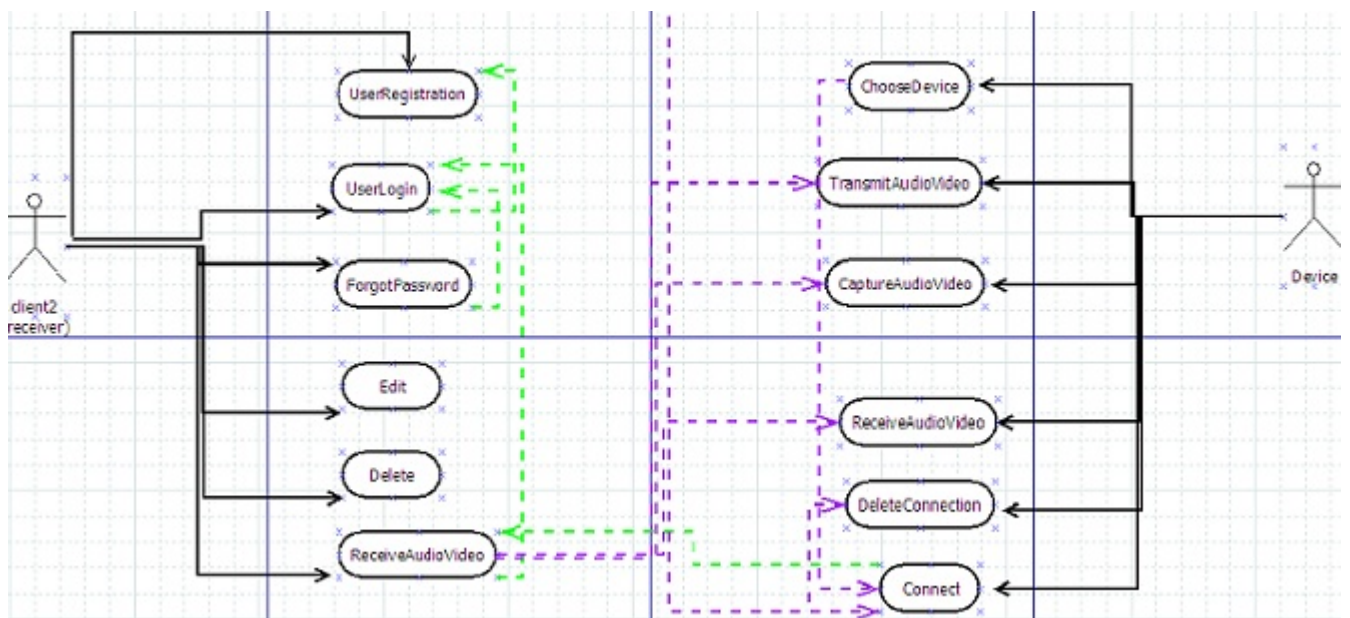 UserRegistration
ChooseDevice
UserLogin
TransmitAudioVideo
ForgotPassword
CaptureAudioVideo
client2
receiver)
Device
Edit
ReceiveAudioVideo
Delete
DeleteConnection
ReceiveAudioVideo
Connect